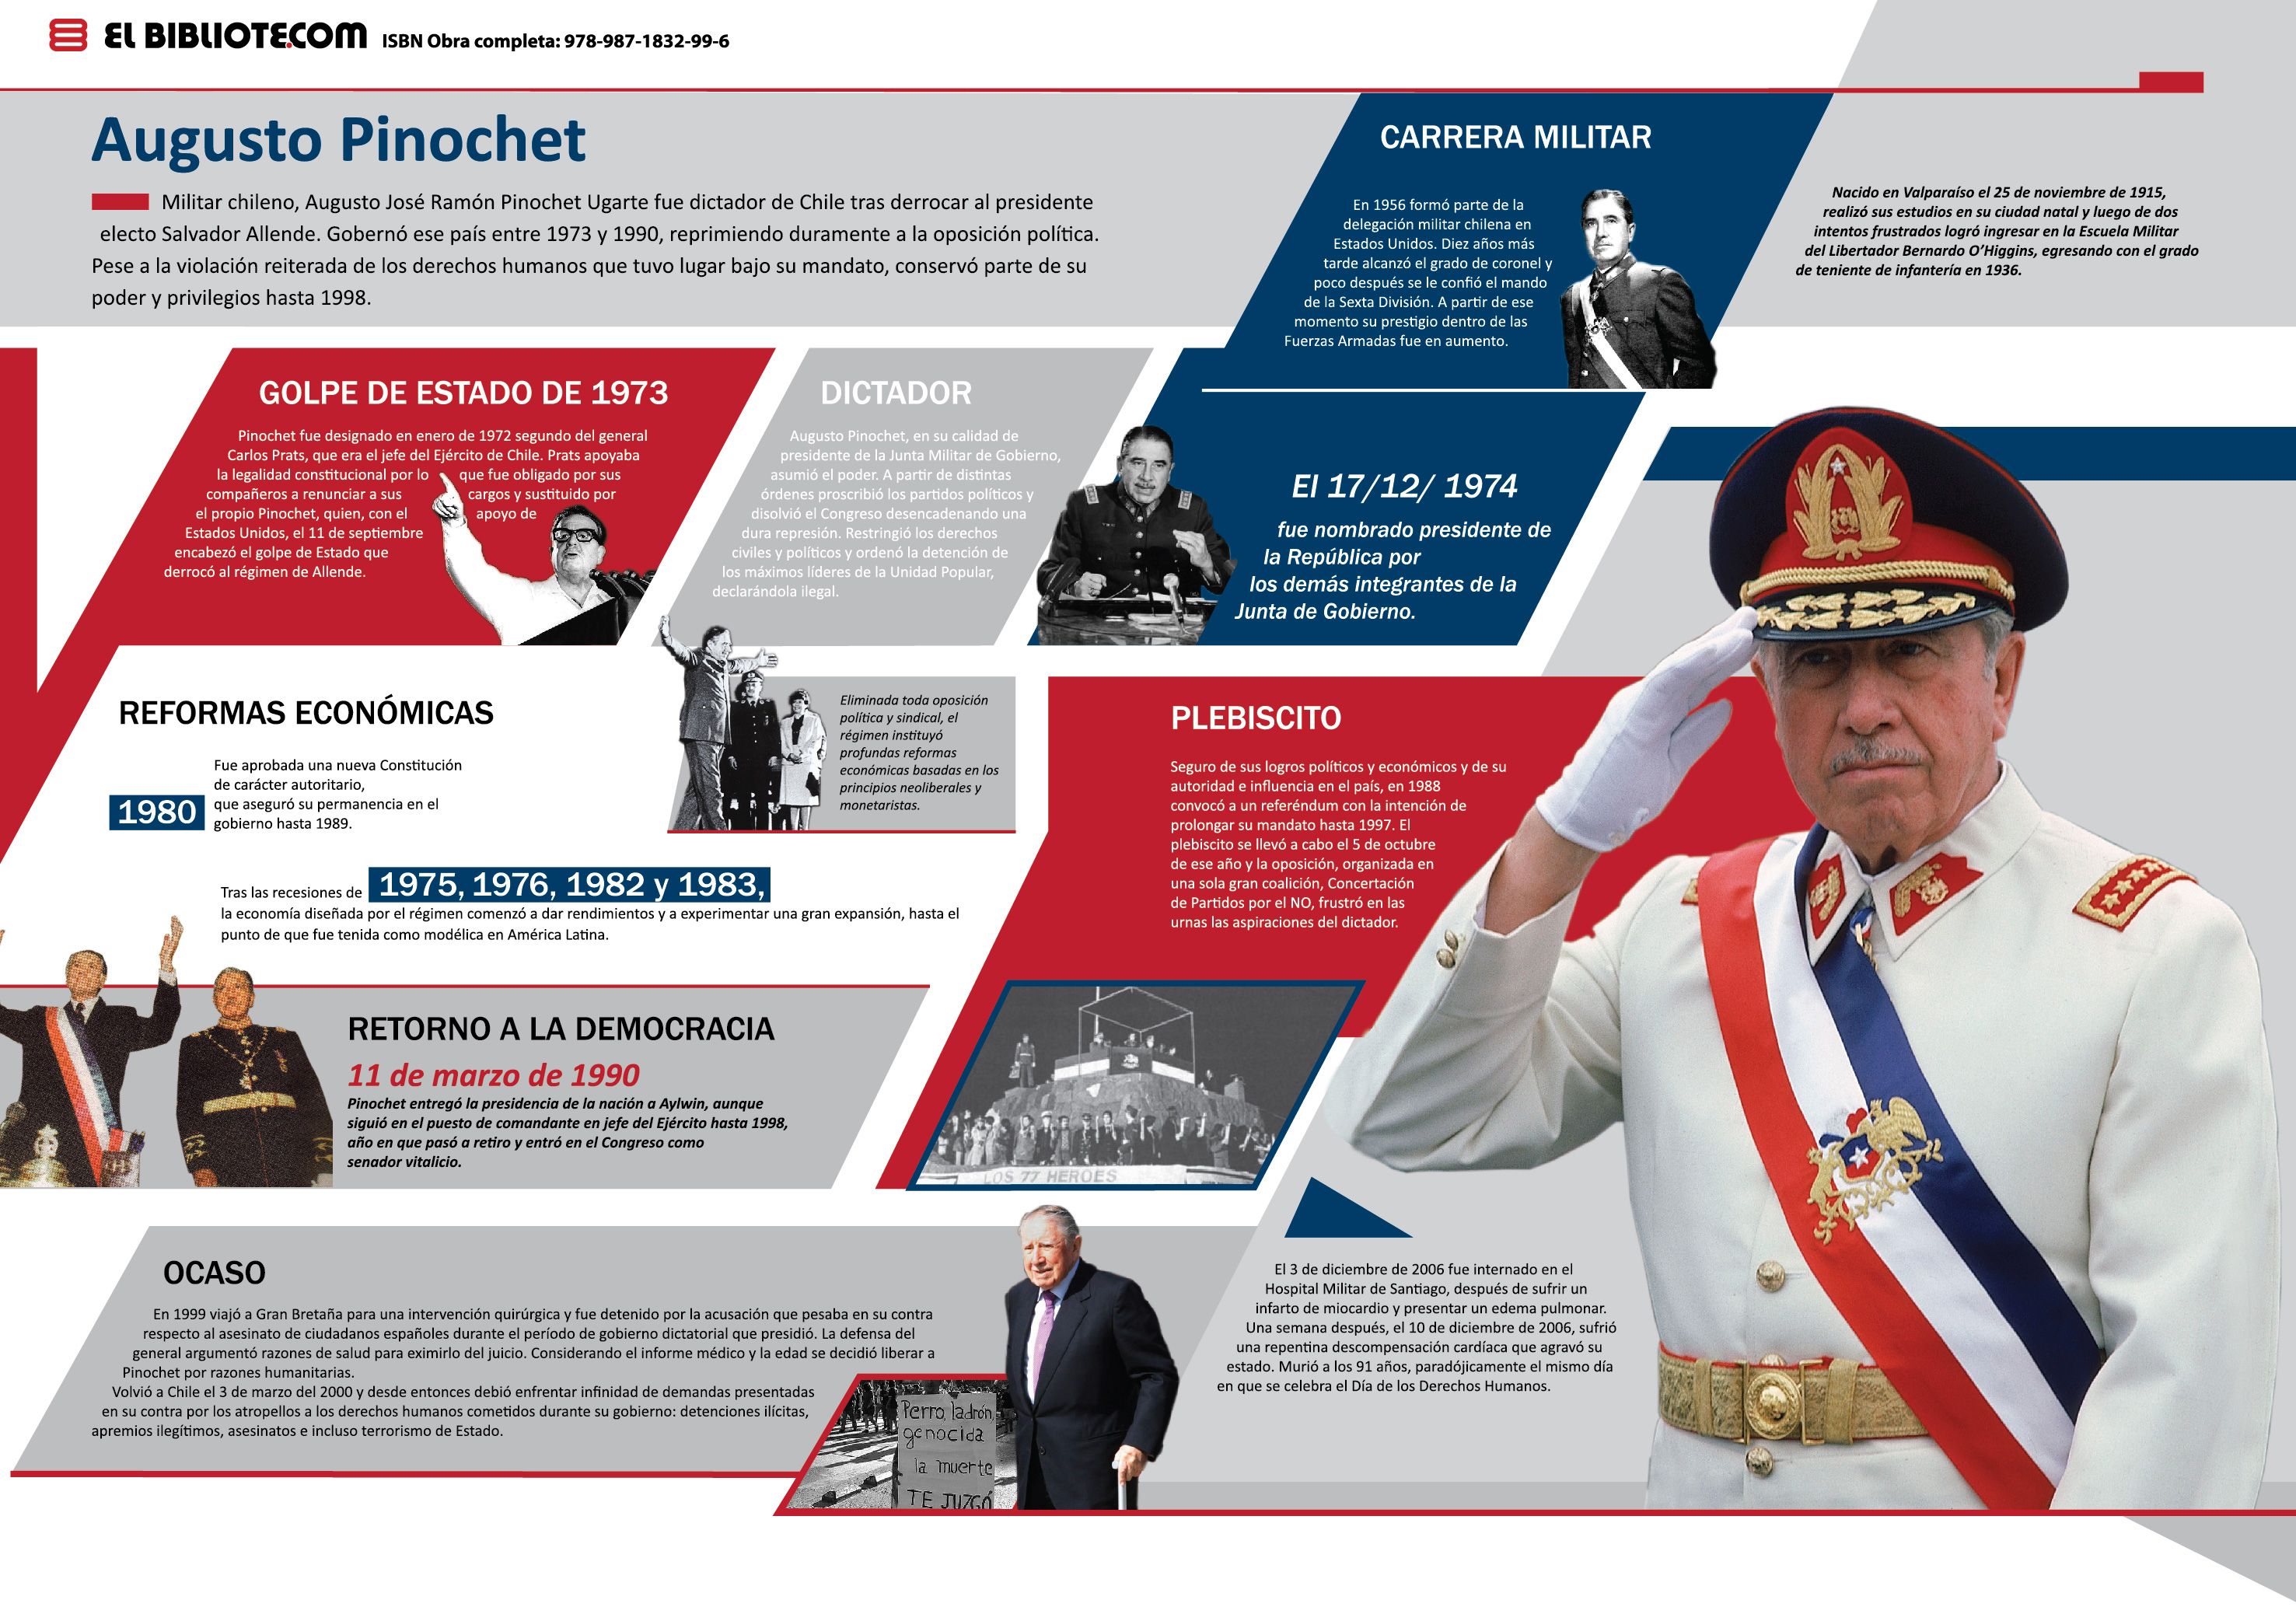 EL BIBLIOTE.COM ISBN Obra completa: 978-987-1832-99-6
Augusto Pinochet
Militar chileno, Augusto José Ramón Pinochet Ugarte fue dictador de Chile tras derrocar al presidente
electo Salvador Allende. Gobernó ese país entre 1973 y 1990, reprimiendo duramente a la oposición política.
Pese a la violación reiterada de los derechos humanos que tuvo lugar bajo su mandato, conservó parte de su
poder y privilegios hasta 1998.
CARRERA MILITAR
En 1956 formó parte de la
delegación militar chilena en
Estados Unidos. Diez años más
tarde alcanzó el grado de coronel y
poco después se le confió el mando
de la Sexta División. A partir de ese
momento su prestigio dentro de las
Fuerzas Armadas fue en aumento.
Nacido en Valparaíso el 25 de noviembre de 1915,
realizó sus estudios en su ciudad natal y luego de dos
intentos frustrados logró ingresar en la Escuela Militar
del Libertador Bernardo O’Higgins, egresando con el grado
de teniente de infantería en 1936.
GOLPE DE ESTADO DE 1973
Pinochet fue designado en enero de 1972 segundo del general
Carlos Prats, que era el jefe del Ejército de Chile. Prats apoyaba
la legalidad constitucional por lo que fue obligado por sus
compañeros a renunciar a sus cargos y sustituido por
el propio Pinochet, quien, con el apoyo de
Estados Unidos, el 11 de septiembre
encabezó el golpe de Estado que
derrocó al régimen de Allende.
DICTADOR
Augusto Pinochet, en su calidad de
presidente de la Junta Militar de Gobierno,
asumió el poder. A partir de distintas
órdenes proscribió los partidos políticos y
disolvió el Congreso desencadenando una
dura represión. Restringió los derechos
civiles y políticos y ordenó la detención de
los máximos líderes de la Unidad Popular,
declarándola ilegal.
El 17/12/ 1974
fue nombrado presidente de
la República por
los demás integrantes de la
Junta de Gobierno.
REFORMAS ECONÓMICAS
1980
Fue aprobada una nueva Constitución
de carácter autoritario,
que aseguró su permanencia en el
gobierno hasta 1989.
Eliminada toda oposición
política y sindical, el
régimen instituyó
profundas reformas
económicas basadas en los
principios neoliberales y
monetaristas.
Tras las recesiones de 1975, 1976, 1982 y 1983,
la economía diseñada por el régimen comenzó a dar rendimientos y a experimentar una gran expansión, hasta el
punto de que fue tenida como modélica en América Latina.
PLEBISCITO
Seguro de sus logros políticos y económicos y de su
autoridad e influencia en el país, en 1988
convocó a un referéndum con la intención de
prolongar su mandato hasta 1997. El
plebiscito se llevó a cabo el 5 de octubre
de ese año y la oposición, organizada en
una sola gran coalición, Concertación
de Partidos por el NO, frustró en las
urnas las aspiraciones del dictador.
LOS 77 HEROES
RETORNO A LA DEMOCRACIA
11 de marzo de 1990
Pinochet entregó la presidencia de la nación a Aylwin, aunque
siguió en el puesto de comandante en jefe del Ejército hasta 1998,
año en que pasó a retiro y entró en el Congreso como
senador vitalicio.
OCASO
En 1999 viajó a Gran Bretaña para una intervención quirúrgica y fue detenido por la acusación que pesaba en su contra
respecto al asesinato de ciudadanos españoles durante el período de gobierno dictatorial que presidió. La defensa del
general argumentó razones de salud para eximirlo del juicio. Considerando el informe médico y la edad se decidió liberar a
Pinochet por razones humanitarias.
Volvió a Chile el 3 de marzo del 2000 y desde entonces debió enfrentar infinidad de demandas presentadas
en su contra por los atropellos a los derechos humanos cometidos durante su gobierno: detenciones ilícitas,
apremios ilegítimos, asesinatos e incluso terrorismo de Estado.
Perro, ladrón,
genocida
la muerte
TE JUZGÓ
El 3 de diciembre de 2006 fue internado en el
Hospital Militar de Santiago, después de sufrir un
infarto de miocardio y presentar un edema pulmonar.
Una semana después, el 10 de diciembre de 2006, sufrió
una repentina descompensación cardíaca que agravó su
estado. Murió a los 91 años, paradójicamente el mismo día
en que se celebra el Día de los Derechos Humanos.